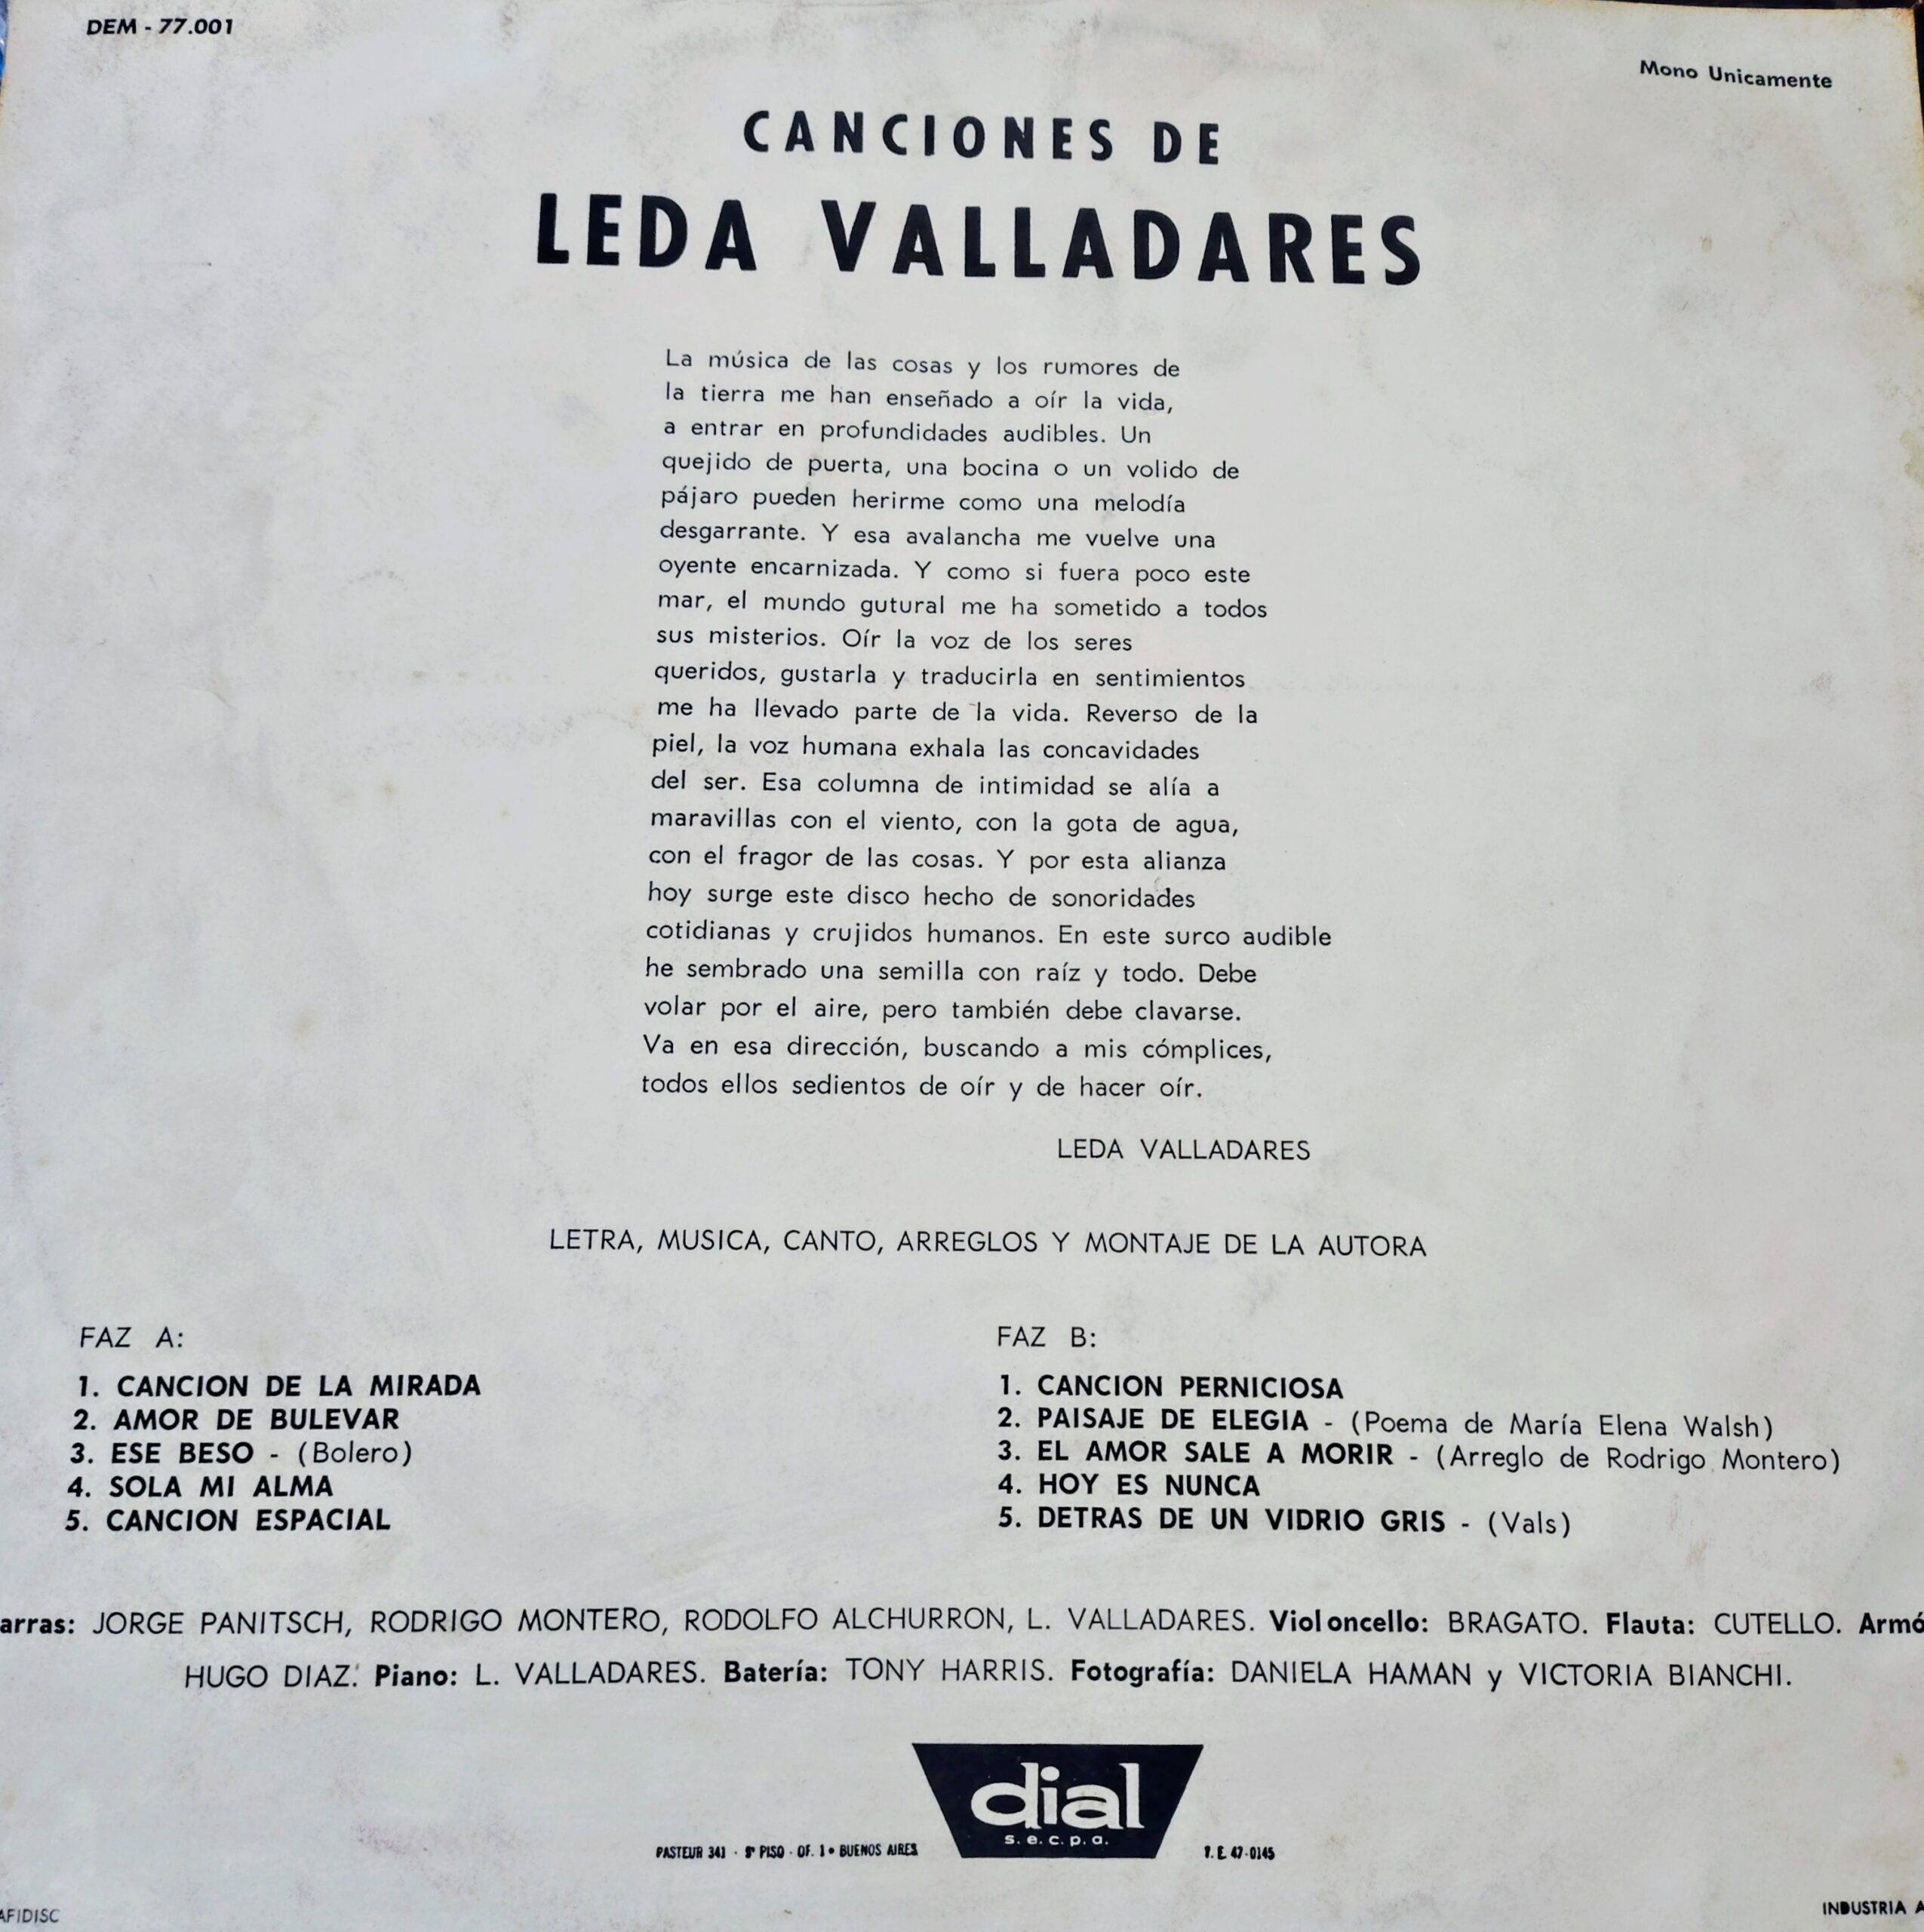 DEM - 77.001
Mono Unicamente
CANCIONES DE
LEDA VALLADARES
La música de las cosas y los rumores de
la tierra me han enseñado a oír la vida,
a entrar en profundidades audibles. Un
quejido de puerta, una bocina o un volido de
pájaro pueden herirme como una melodía
desgarrante. Y esa avalancha me vuelve una
oyente encarnizada. Y como si fuera poco este
mar, el mundo gutural me ha sometido a todos
sus misterios. Oír la voz de los seres
queridos, gustarla y traducirla en sentimientos
me ha llevado parte de la vida. Reverso de la
piel, la voz humana exhala las concavidades
del ser. Esa columna de intimidad se alía a
maravillas con el viento, con la gota de agua,
con el fragor de las cosas. Y por esta alianza
hoy surge este disco hecho de sonoridades
cotidianas y crujidos humanos. En este surco audible
he sembrado una semilla con raíz y todo. Debe
volar por el aire, pero también debe clavarse.
Va en esa dirección, buscando a mis cómplices,
todos ellos sedientos de oír y de hacer oír.
LEDA VALLADARES
LETRA, MUSICA, CANTO, ARREGLOS Y MONTAJE DE LA AUTORA
FAZ A:
1. CANCION DE LA MIRADA
2. AMOR DE BULEVAR
3. ESE BESO - (Bolero)
4. SOLA MI ALMA
5. CANCION ESPACIAL
FAZ B:
1. CANCION PERNICIOSA
2. PAISAJE DE ELEGIA - (Poema de María Elena Walsh)
3. EL AMOR SALE A MORIR - (Arreglo de Rodrigo Montero)
4. HOY ES NUNCA
5. DETRAS DE UN VIDRIO GRIS - (Vals)
arras: JORGE PANITSCH, RODRIGO MONTERO, RODOLFO ALCHURRON, L. VALLADARES. Violoncello: BRAGATO. Flauta: CUTELLO. Armó
HUGO DIAZ. Piano: L. VALLADARES. Batería: TONY HARRIS. Fotografía: DANIELA HAMAN y VICTORIA BIANCHI.
dial
s.e.c.p.a.
PASTEUR 341 - PISO - OF. 1 • BUENOS AIRES
T. E. 47-0145
AFIDISC
INDUSTRIA A